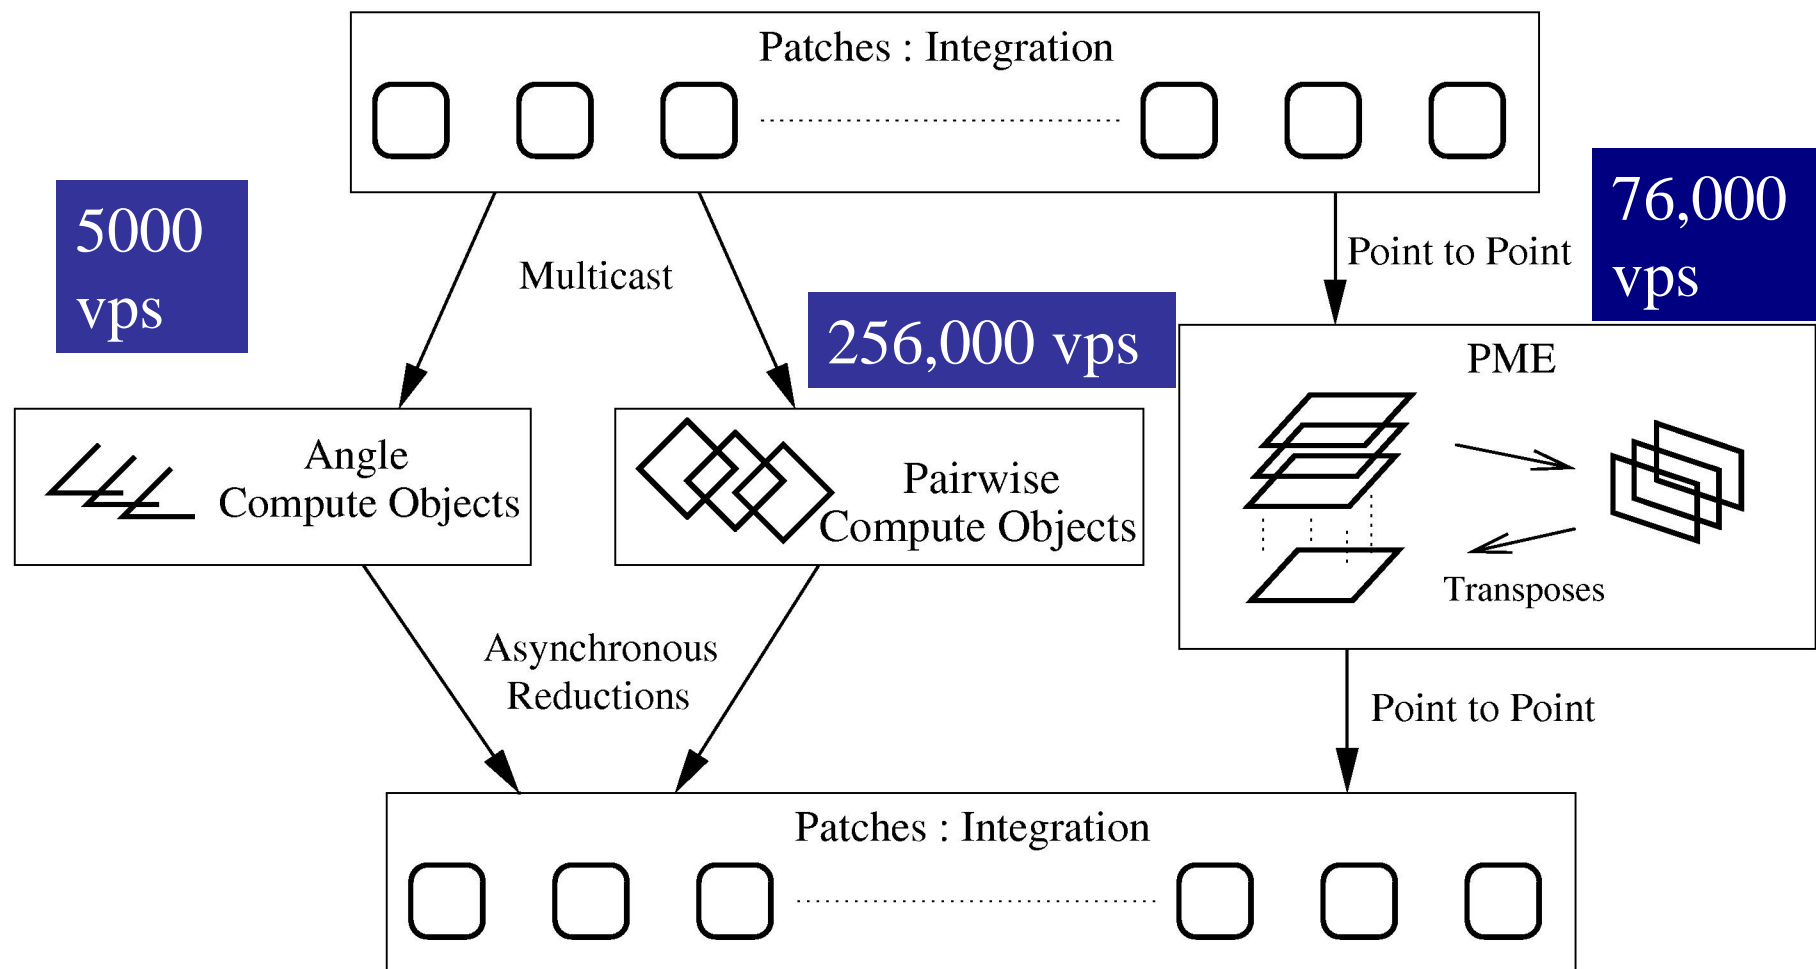 Patches : Integration
5000
vps
Multicast
Point to Point
76,000
vps
256,000 vps
PME
Angle
Compute Objects
Pairwise
Compute Objects
Transposes
Asynchronous
Reductions
Point to Point
Patches : Integration